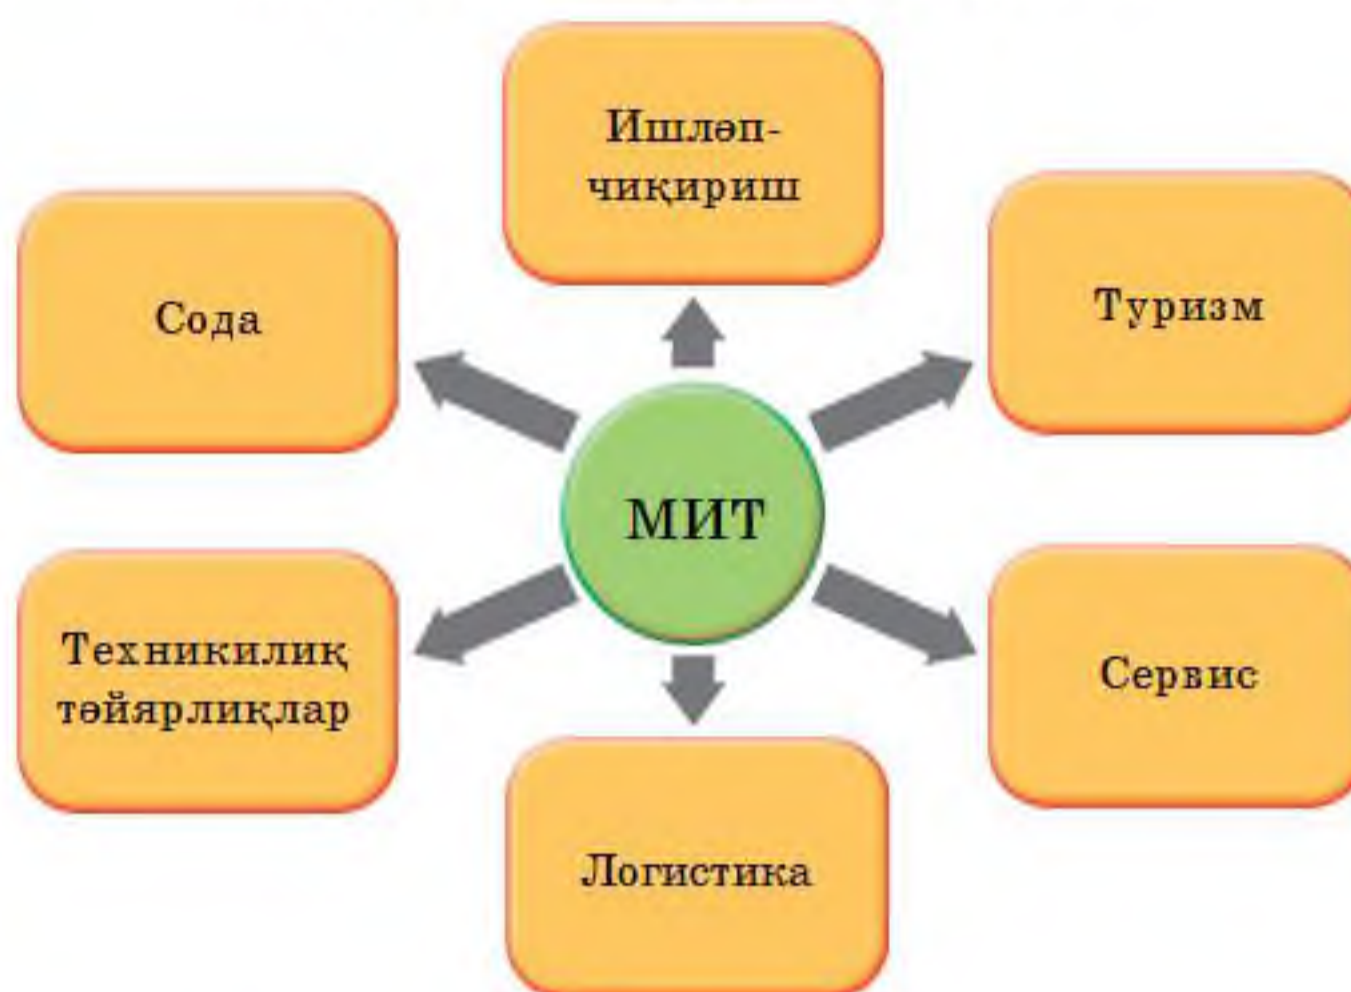 Ишләп-
чиқириш
Туризм
Сода
МИТ
Техникилиқ
тәйярлиқлар
Сервис
Логистика